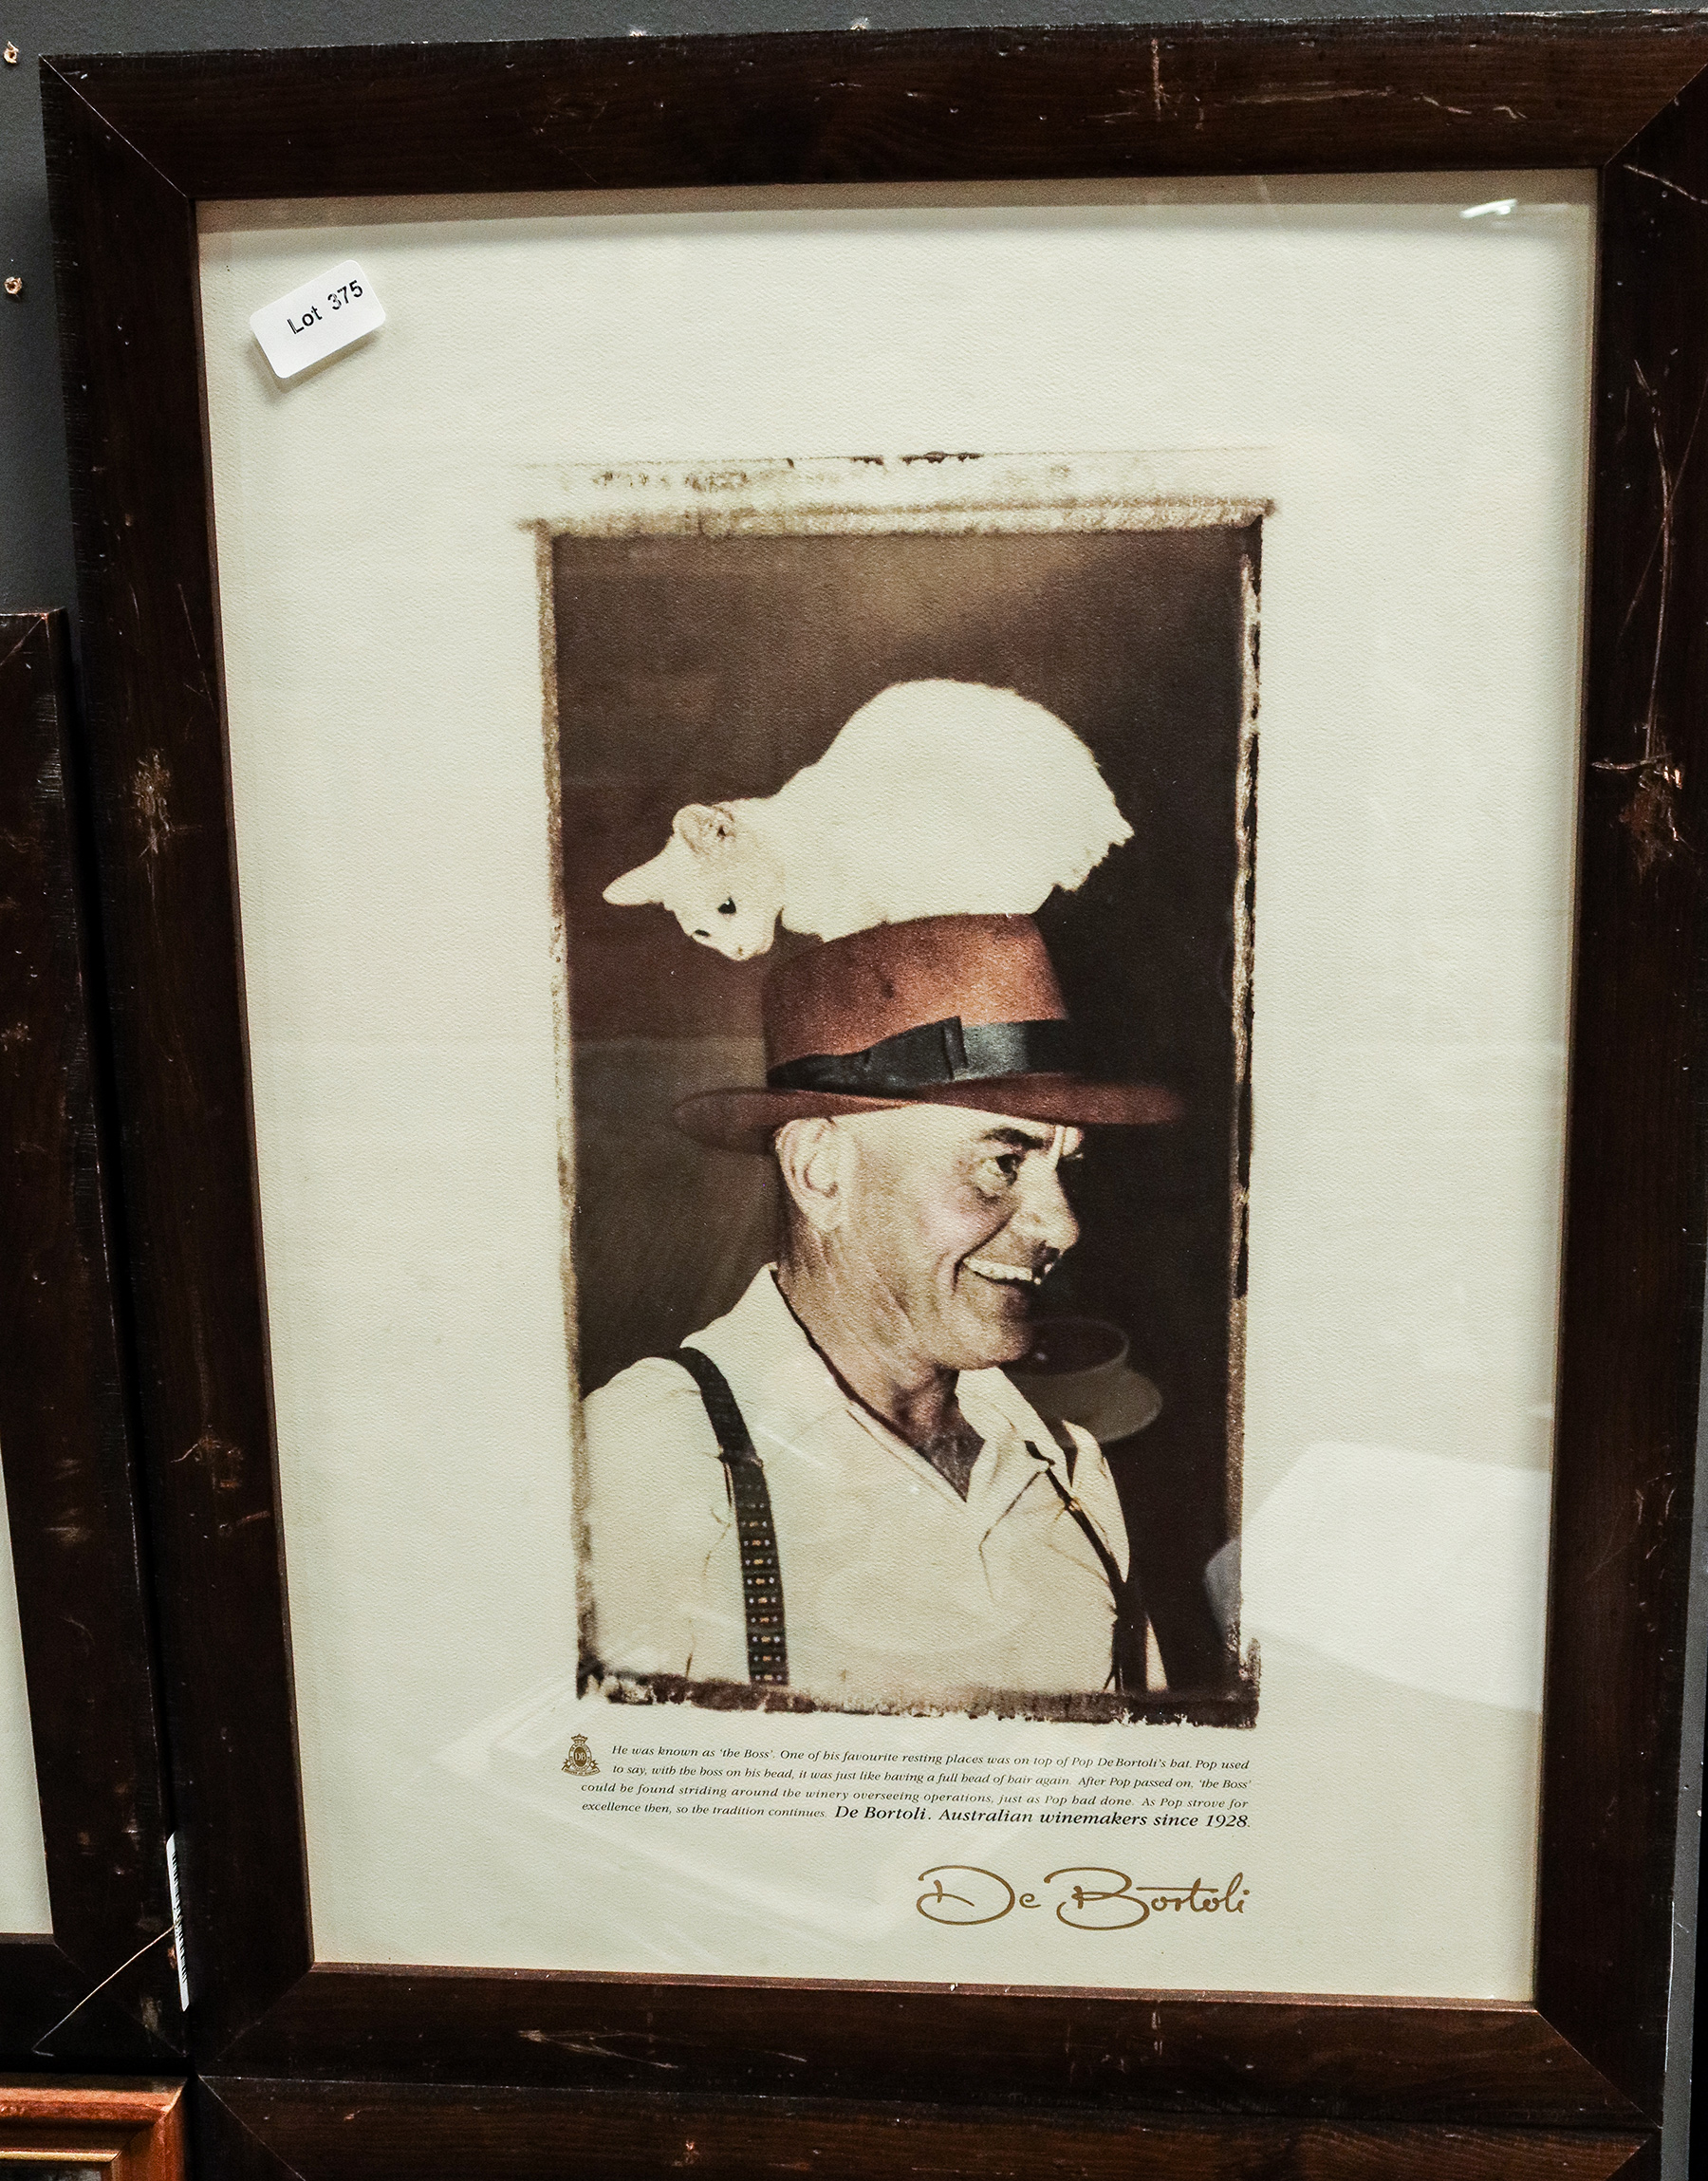 Lot 375
He was known as 'the Boss'. One of his favourite resting places was on top of Pop De Bortoli's hat. Pop used
to say, with the boss on his head, it was just like having a full head of hair again. After Pop passed on, 'the Boss'
could be found striding around the winery overseeing operations, just as Pop had done. As Pop strove for
excellence then, so the tradition continues. De Bortoli. Australian winemakers since 1928.
De Bortoli